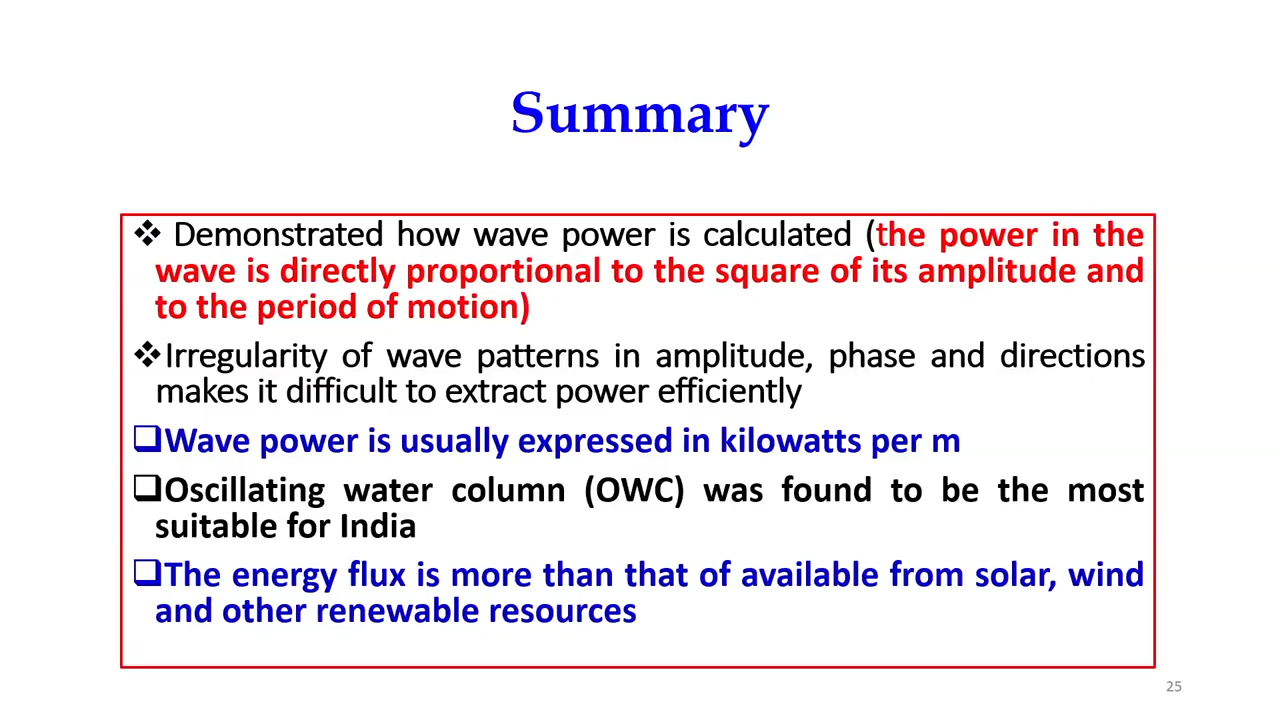 Summary
❖ Demonstrated how wave power is calculated (the power in the
wave is directly proportional to the square of its amplitude and
to the period of motion)
❖Irregularity of wave patterns in amplitude, phase and directions
makes it difficult to extract power efficiently
❑Wave power is usually expressed in kilowatts per m
❑Oscillating water column (OWC) was found to be the most
suitable for India
❑The energy flux is more than that of available from solar, wind
and other renewable resources
25